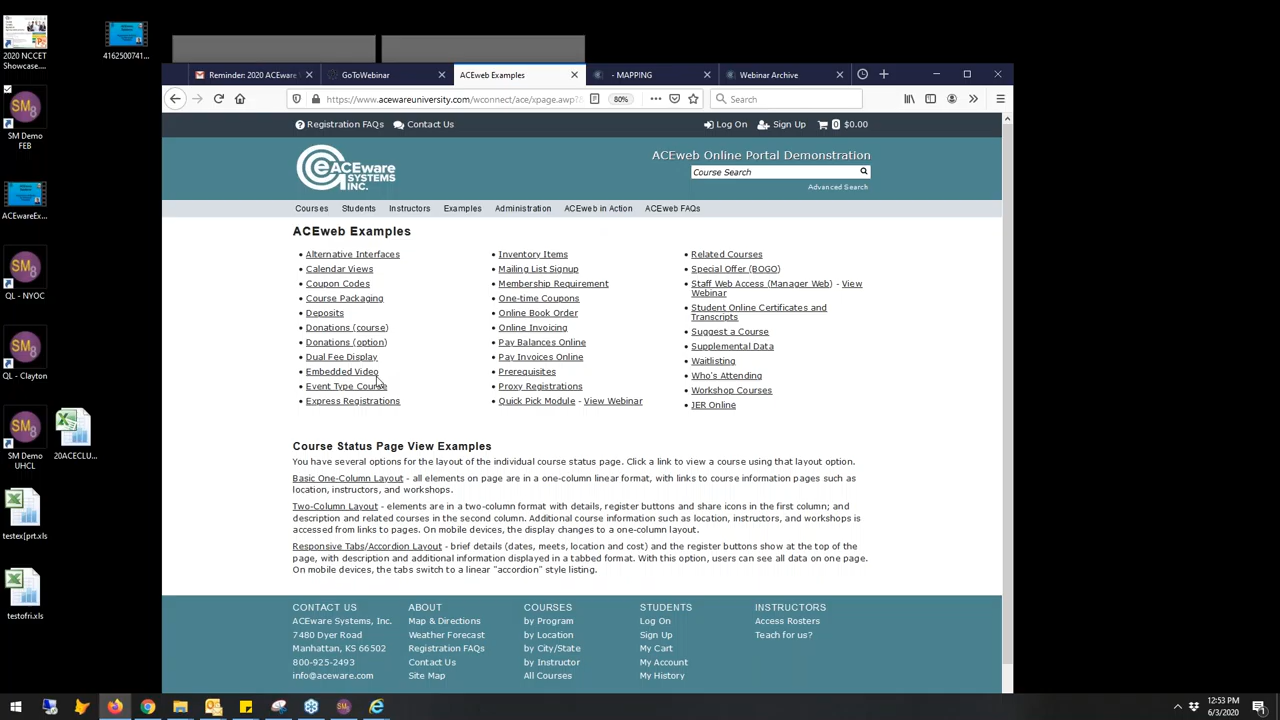 2020 NCCET
Showcase....
4162500741...
SM Demo
FEB
ACEwareEx...
QL - NYOC
QL - Clayton
SM Demo
UHCL
20ACECLU...
testex[prt.xls
testofri.xls
Reminder: 2020 ACEware
GoToWebinar
ACEweb Examples
- MAPPING
Webinar Archive
https://www.acewareuniversity.com/wconnect/ace/xpage.awp?
80%
Search
Registration FAQs
Contact Us
Log On
Sign Up
0 $0.00
ACEware
SYSTEMS
INC.
ACEweb Online Portal Demonstration
Course Search
Advanced Search
Courses Students Instructors Examples Administration ACEweb in Action ACEweb FAQs
ACEweb Examples
• Alternative Interfaces
• Calendar Views
• Coupon Codes
• Course Packaging
• Deposits
• Donations (course)
• Donations (option)
• Dual Fee Display
• Embedded Video
• Event Type Course
• Express Registrations
• Inventory Items
• Mailing List Signup
• Membership Requirement
• One-time Coupons
• Online Book Order
• Online Invoicing
• Pay Balances Online
• Pay Invoices Online
• Prerequisites
• Proxy Registrations
• Quick Pick Module - View Webinar
• Related Courses
• Special Offer (BOGO)
• Staff Web Access (Manager Web) - View
Webinar
• Student Online Certificates and
Transcripts
• Suggest a Course
• Supplemental Data
• Waitlisting
• Who's Attending
• Workshop Courses
• JER Online
Course Status Page View Examples
You have several options for the layout of the individual course status page. Click a link to view a course using that layout option.
Basic One-Column Layout - all elements on page are in a one-column linear format, with links to course information pages such as
location, instructors, and workshops.
Two-Column Layout - elements are in a two-column format with details, register buttons and share icons in the first column; and
description and related courses in the second column. Additional course information such as location, instructors, and workshops is
accessed from links to pages. On mobile devices, the display changes to a one-column layout.
Responsive Tabs/Accordion Layout - brief details (dates, meets, location and cost) and the register buttons show at the top of the
page, with description and additional information displayed in a tabbed format. With this option, users can see all data on one page.
On mobile devices, the tabs switch to a linear "accordion" style listing.
CONTACT US
ACEware Systems, Inc.
7480 Dyer Road
Manhattan, KS 66502
800-925-2493
info@aceware.com
ABOUT
Map & Directions
Weather Forecast
Registration FAQs
Contact Us
Site Map
COURSES
by Program
by Location
by City/State
by Instructor
All Courses
STUDENTS
Log On
Sign Up
My Cart
My Account
My History
INSTRUCTORS
Access Rosters
Teach for us?
12:53 PM
6/3/2020